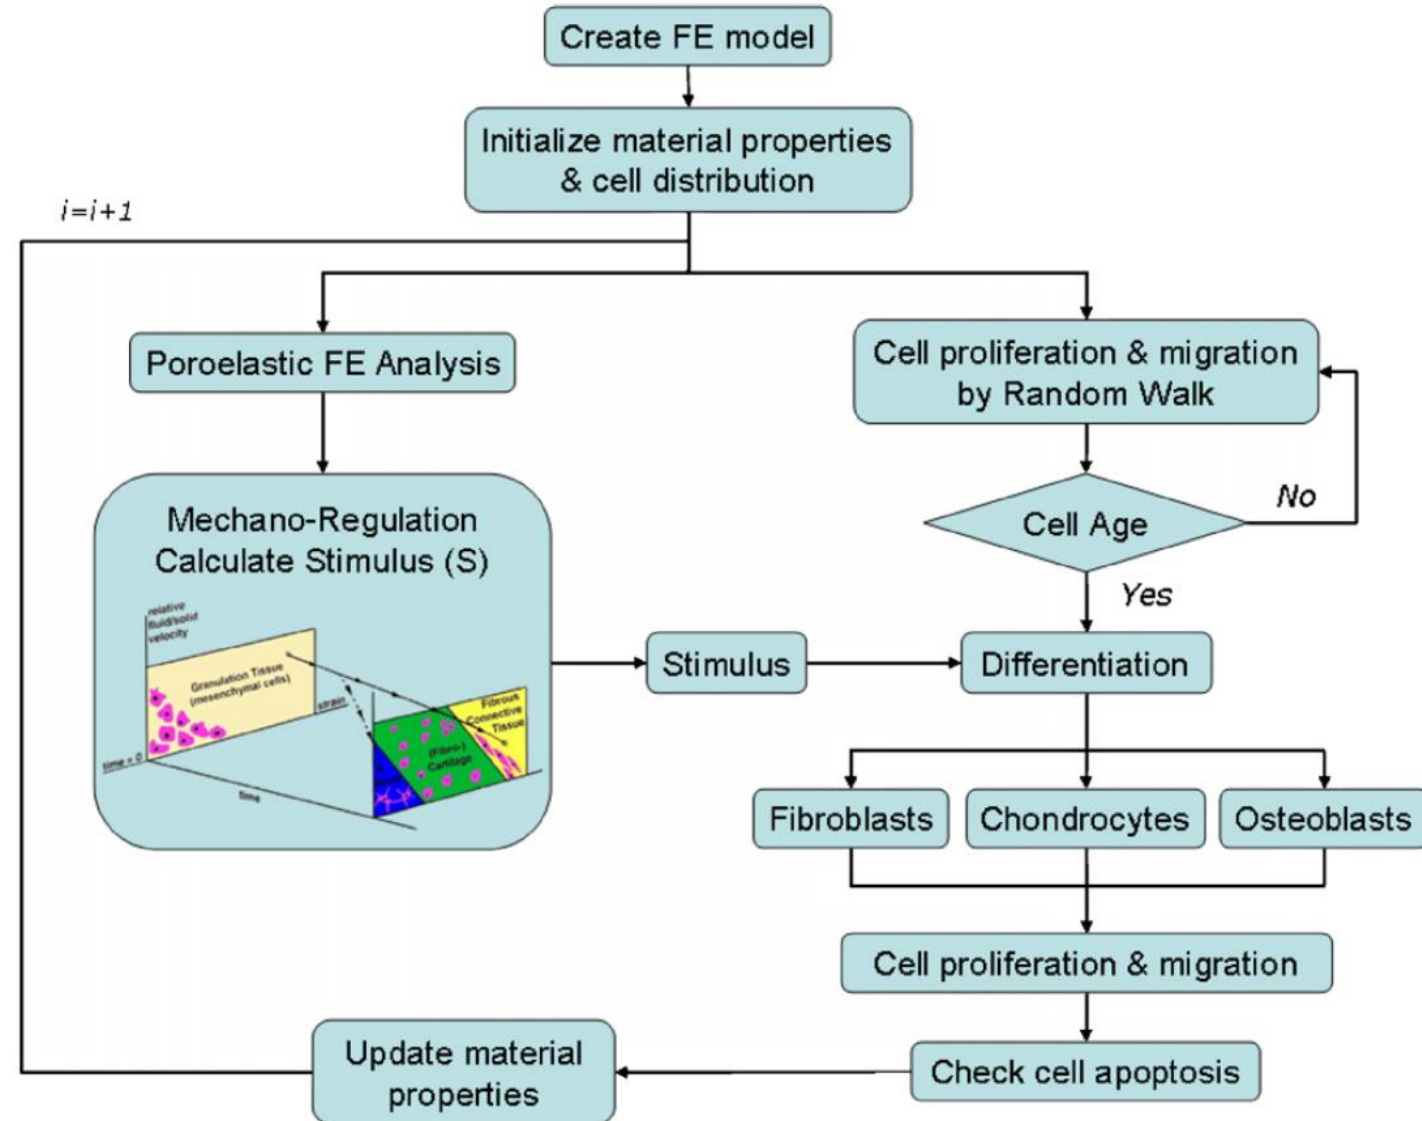 Create FE model
Initialize material properties
& cell distribution
i=i+1
Poroelastic FE Analysis
Cell proliferation & migration
by Random Walk
Mechano-Regulation
Calculate Stimulus (S)
relative
fluid/solid
velocity
Granulation Tissue
(mesenchymal cells)
strain
time = 0
time
Fibrous
Connective
Tissue
(Fibro-)
Cartilage
Cell Age
No
Yes
Stimulus
Differentiation
Fibroblasts
Chondrocytes
Osteoblasts
Cell proliferation & migration
Check cell apoptosis
Update material
properties